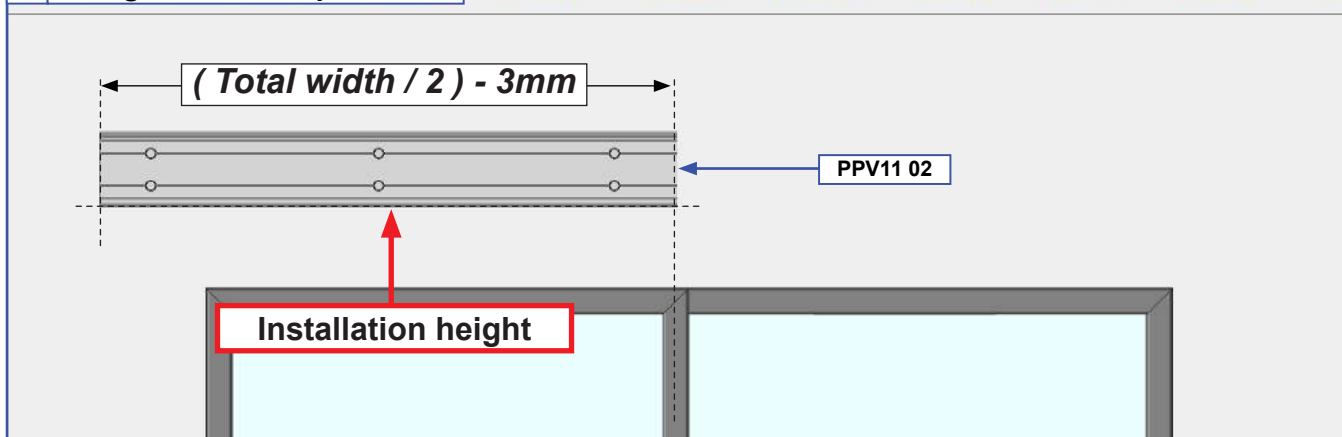 ( Total width / 2 ) - 3mm
PPV11 02
Installation height